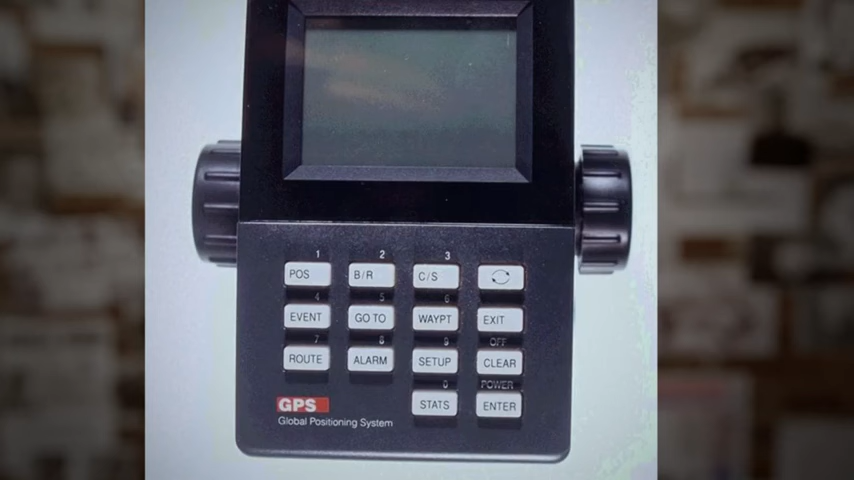 1 2 3
POS B/R C/S
4 5 6
EVENT GO TO WAYPT EXIT
7 8 9 OFF
ROUTE ALARM SETUP CLEAR
0 POWER
GPS STATS ENTER
Global Positioning System